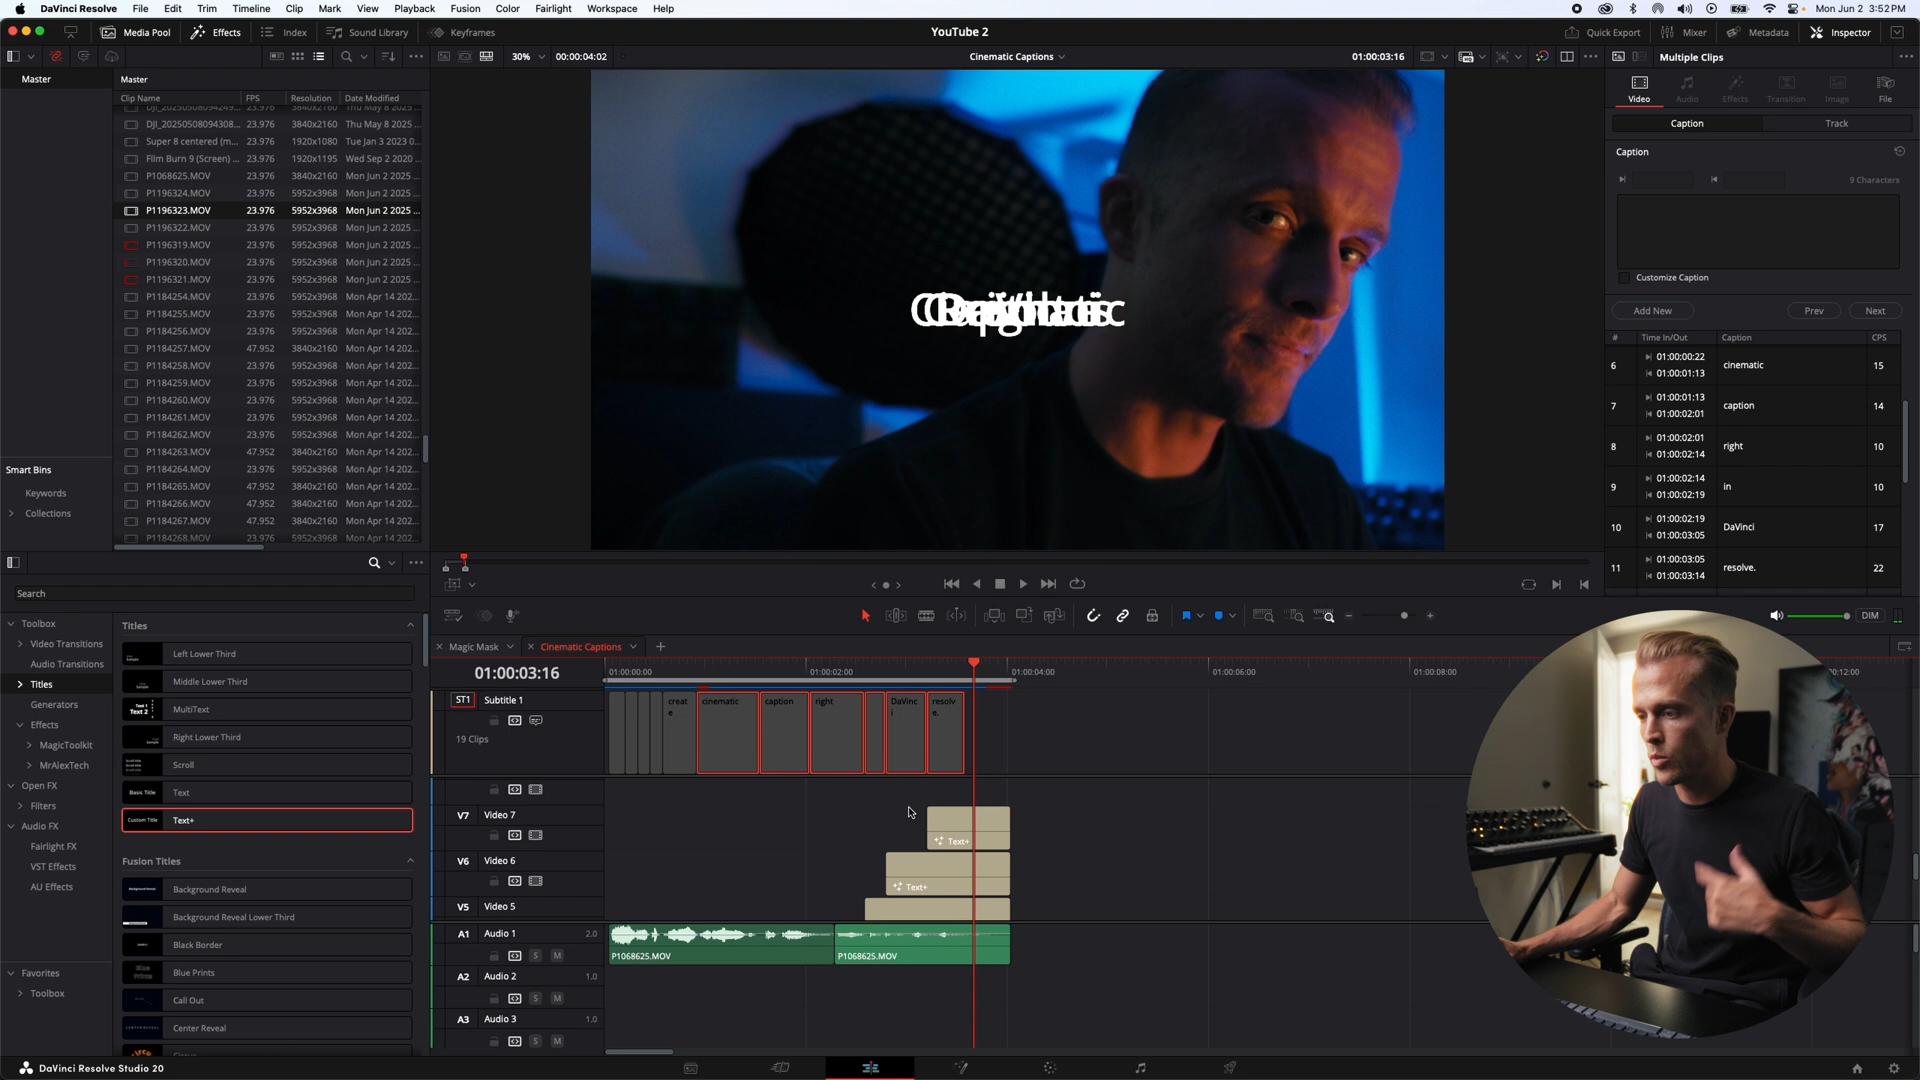 DaVinci Resolve File Edit Trim Timeline Clip Mark View Playback Fusion Color Fairlight Workspace Help Mon Jun 2 3:52 PM
Media Pool Effects Index Sound Library Keyframes YouTube 2 Quick Export Mixer Metadata Inspector
30% 00:00:04:02 Cinematic Captions 01:00:03:16 Multiple Clips
Master Master
Clip Name FPS Resolution Date Modified
DJI_20250508094249... 23.976 3840x2160 Thu May 8 2025 ...
DJI_20250508094308... 23.976 3840x2160 Thu May 8 2025 ...
Super 8 centered (m... 23.976 1920x1080 Tue Jan 3 2023 0...
Film Burn 9 (Screen) ... 23.976 1920x1195 Wed Sep 2 2020 ...
P1068625.MOV 23.976 3840x2160 Mon Jun 2 2025 ...
P1196324.MOV 23.976 5952x3968 Mon Jun 2 2025 ...
P1196323.MOV 23.976 5952x3968 Mon Jun 2 2025 ...
P1196322.MOV 23.976 5952x3968 Mon Jun 2 2025 ...
P1196319.MOV 23.976 5952x3968 Mon Jun 2 2025 ...
P1196320.MOV 23.976 5952x3968 Mon Jun 2 2025 ...
P1196321.MOV 23.976 5952x3968 Mon Jun 2 2025 ...
P1184254.MOV 23.976 5952x3968 Mon Apr 14 202...
P1184255.MOV 23.976 5952x3968 Mon Apr 14 202...
P1184256.MOV 23.976 5952x3968 Mon Apr 14 202...
P1184257.MOV 47.952 3840x2160 Mon Apr 14 202...
P1184258.MOV 23.976 5952x3968 Mon Apr 14 202...
P1184259.MOV 23.976 5952x3968 Mon Apr 14 202...
P1184260.MOV 23.976 5952x3968 Mon Apr 14 202...
P1184261.MOV 23.976 5952x3968 Mon Apr 14 202...
P1184262.MOV 23.976 5952x3968 Mon Apr 14 202...
P1184263.MOV 47.952 3840x2160 Mon Apr 14 202...
P1184264.MOV 23.976 5952x3968 Mon Apr 14 202...
P1184265.MOV 47.952 3840x2160 Mon Apr 14 202...
P1184266.MOV 47.952 3840x2160 Mon Apr 14 202...
P1184267.MOV 47.952 3840x2160 Mon Apr 14 202...
P1184268.MOV 23.976 5952x3968 Mon Apr 14 202...
Smart Bins
Keywords
Collections
Video Audio Effects Transition Image File
Caption Track
Caption
9 Characters
Customize Caption
Add New Prev Next
# Time In/Out Caption CPS
6 01:00:00:22 01:00:01:13 cinematic 15
7 01:00:01:13 01:00:02:01 caption 14
8 01:00:02:01 01:00:02:14 right 10
9 01:00:02:14 01:00:02:19 in 10
10 01:00:02:19 01:00:03:05 DaVinci 17
11 01:00:03:05 01:00:03:14 resolve. 22
DIM
Search
Toolbox
Video Transitions
Audio Transitions
Titles
Generators
Effects
MagicToolkit
MrAlexTech
Open FX
Filters
Audio FX
Fairlight FX
VST Effects
AU Effects
Favorites
Toolbox
Titles
Left Lower Third
Middle Lower Third
Text 1
Text 2 MultiText
Right Lower Third
Scroll
Basic Title Text
Custom Title Text+
Fusion Titles
Background Reveal
Background Reveal Lower Third
Black Border
Blue Prints
Call Out
CENTER REVEAL Center Reveal
Magic Mask Cinematic Captions
01:00:03:16 01:00:00:00 01:00:02:00 01:00:04:00 01:00:06:00 01:00:08:00 12:00
ST1 Subtitle 1
19 Clips
creat
e
cinematic
caption
right
DaVinc
i
resolv
e.
V7 Video 7
Text+
V6 Video 6
Text+
V5 Video 5
A1 Audio 1 2.0
S M P1068625.MOV P1068625.MOV
A2 Audio 2 1.0
S M
A3 Audio 3 1.0
S M
DaVinci Resolve Studio 20